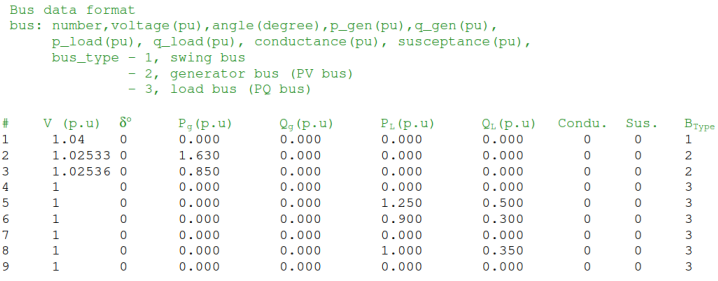 Bus data format
bus: number,voltage(pu),angle(degree),p_gen(pu),q_gen(pu),
p_load(pu), q_load(pu), conductance(pu), susceptance(pu),
bus_type - 1, swing bus
- 2, generator bus (PV bus)
- 3, load bus (PQ bus)
# V (p.u) δ° Pg(p.u) Qg(p.u) PL(p.u) QL(p.u) Condu. Sus. BType
1 1.04 0 0.000 0.000 0.000 0.000 0 0 1
2 1.02533 0 1.630 0.000 0.000 0.000 0 0 2
3 1.02536 0 0.850 0.000 0.000 0.000 0 0 2
4 1 0 0.000 0.000 0.000 0.000 0 0 3
5 1 0 0.000 0.000 1.250 0.500 0 0 3
6 1 0 0.000 0.000 0.900 0.300 0 0 3
7 1 0 0.000 0.000 0.000 0.000 0 0 3
8 1 0 0.000 0.000 1.000 0.350 0 0 3
9 1 0 0.000 0.000 0.000 0.000 0 0 3